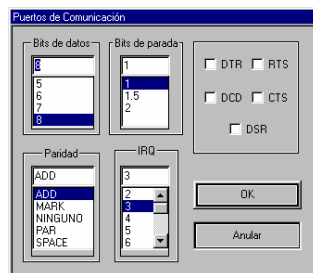 Puertos de Comunicación
Bits de datos
8
5
6
7
8
Bits de parada
1
1
1.5
2
DTR RTS
DCD CTS
DSR
Paridad
ADD
ADD
MARK
NINGUNO
PAR
SPACE
IRQ
3
2
3
4
5
6
OK
Anular